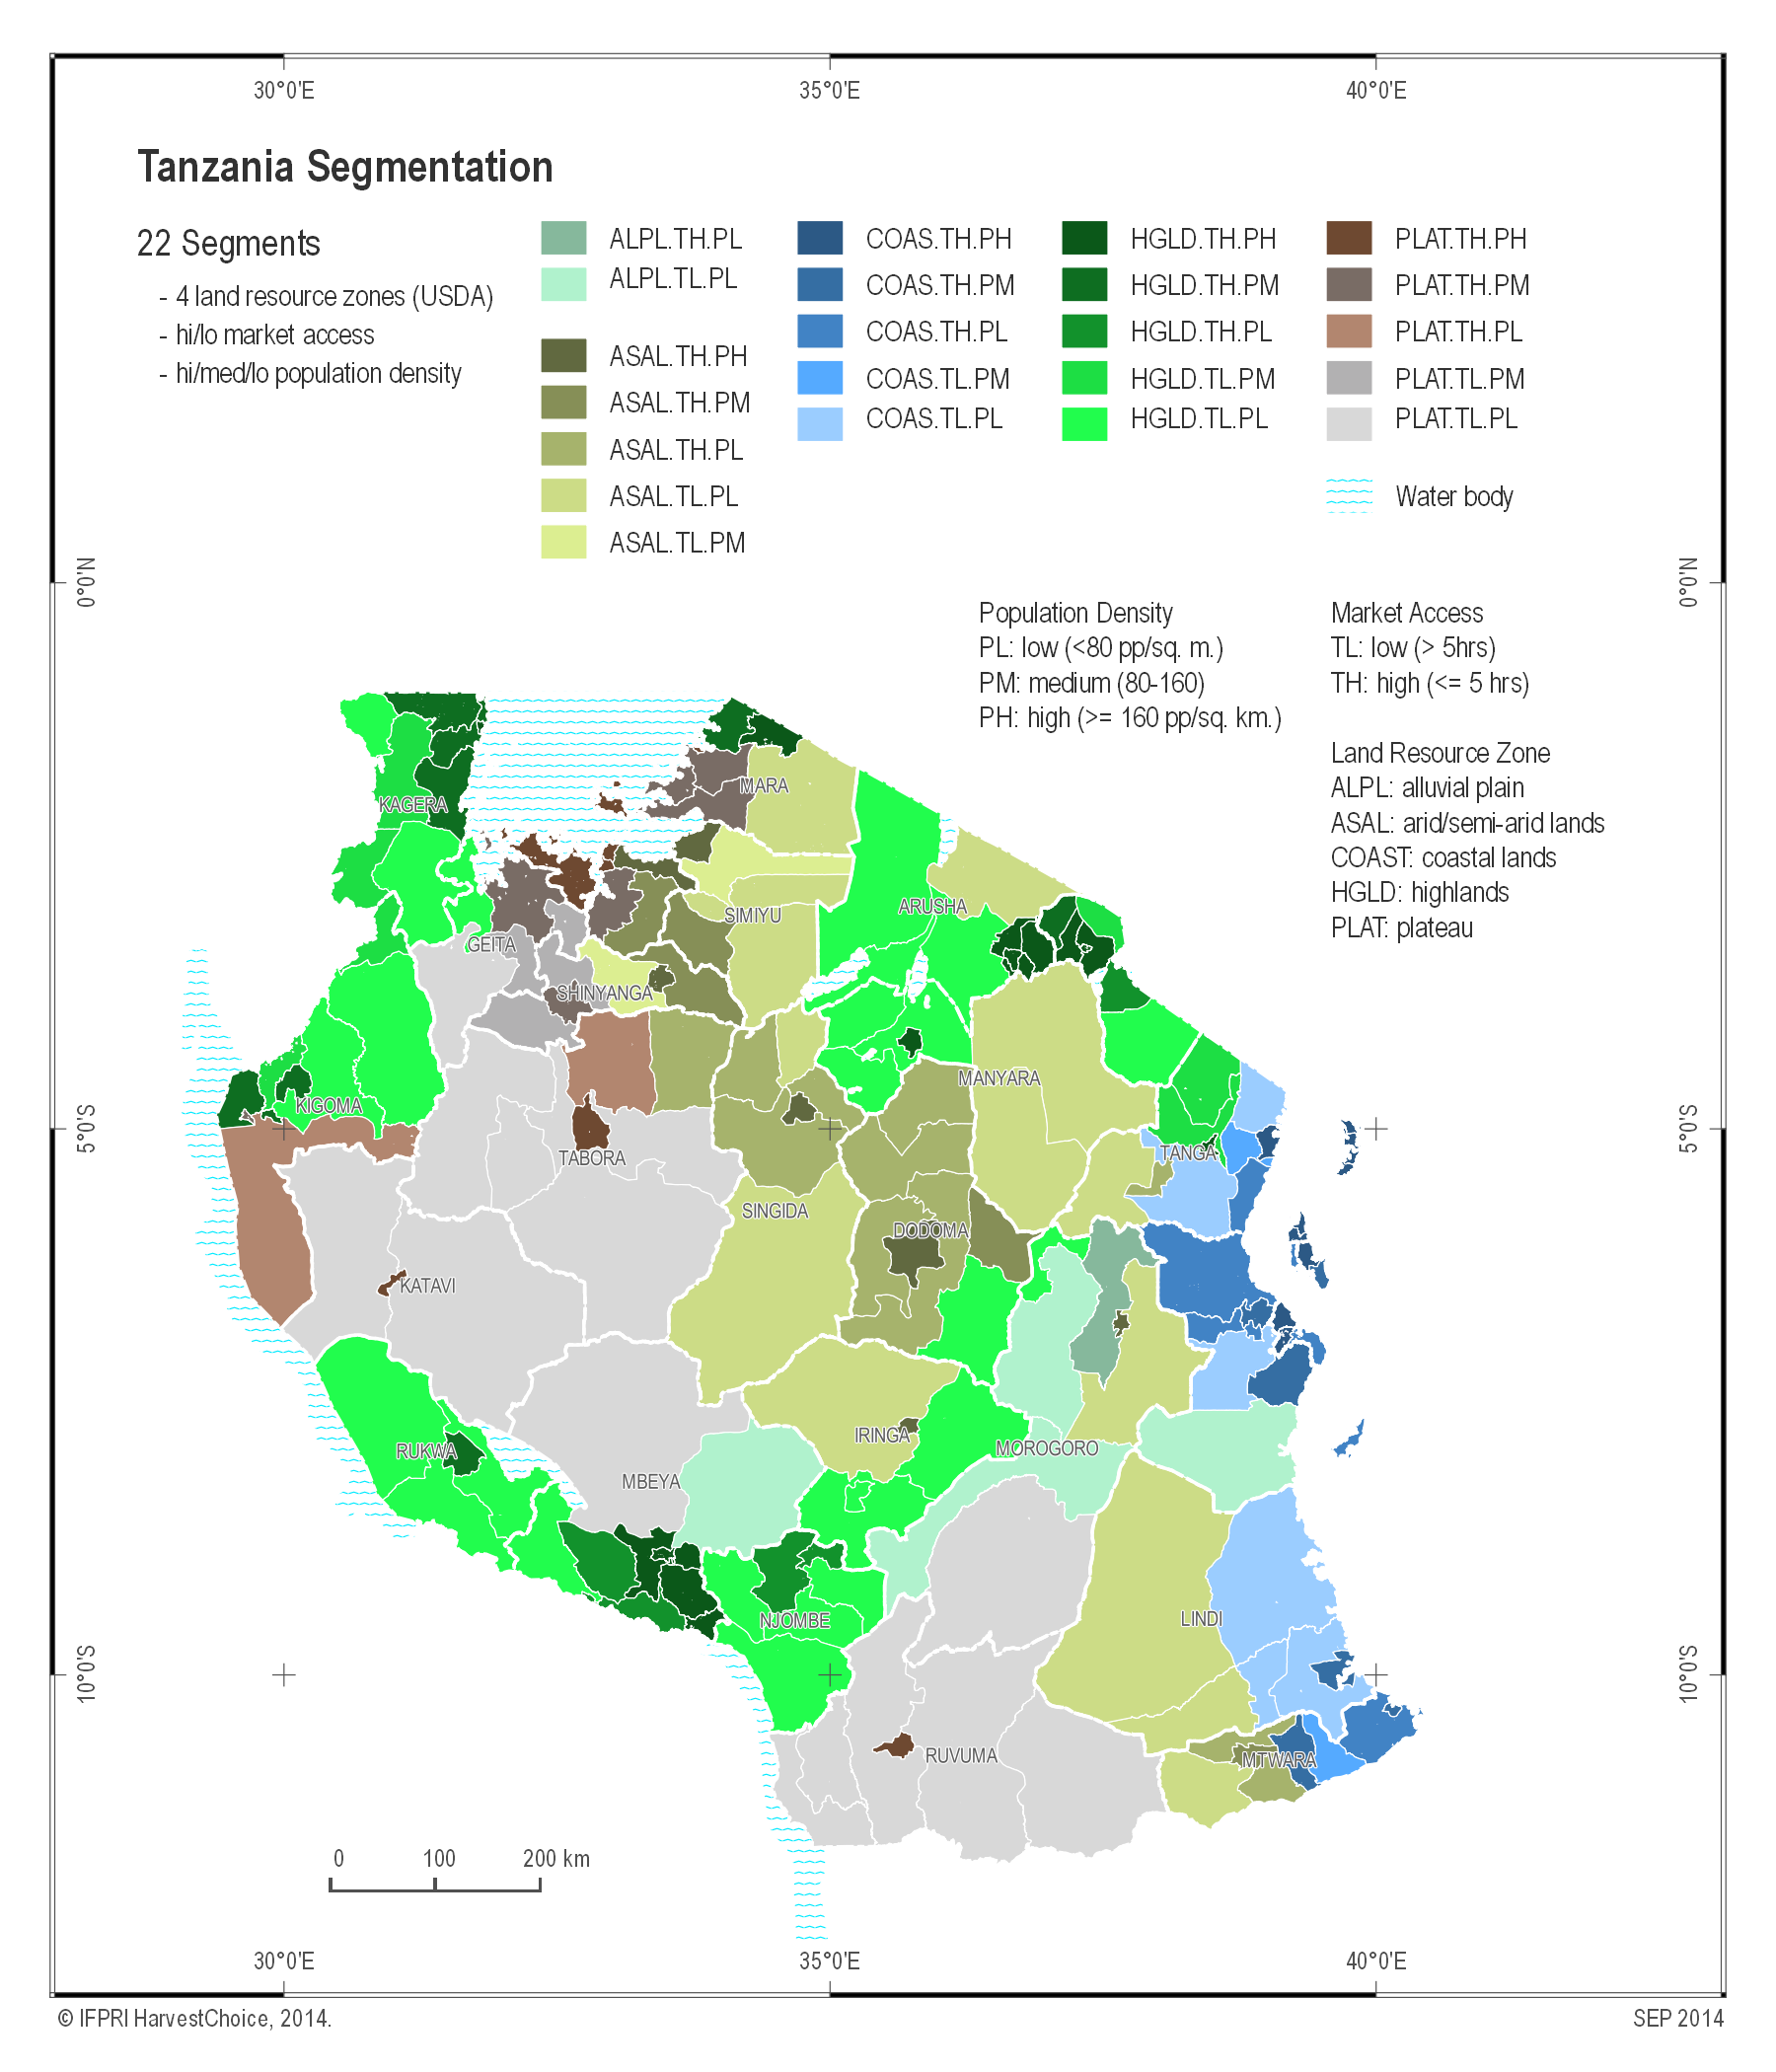 30°0'E 35°0'E 40°0'E
Tanzania Segmentation
22 Segments
- 4 land resource zones (USDA)
- hi/lo market access
- hi/med/lo population density
ALPL.TH.PL
ALPL.TL.PL
ASAL.TH.PH
ASAL.TH.PM
ASAL.TH.PL
ASAL.TL.PL
ASAL.TL.PM
COAS.TH.PH
COAS.TH.PM
COAS.TH.PL
COAS.TL.PM
COAS.TL.PL
HGLD.TH.PH
HGLD.TH.PM
HGLD.TH.PL
HGLD.TL.PM
HGLD.TL.PL
PLAT.TH.PH
PLAT.TH.PM
PLAT.TH.PL
PLAT.TL.PM
PLAT.TL.PL
Water body
0°0'N 0°0'N
Population Density
PL: low (<80 pp/sq. m.)
PM: medium (80-160)
PH: high (>= 160 pp/sq. km.)
Market Access
TL: low (> 5hrs)
TH: high (<= 5 hrs)
Land Resource Zone
ALPL: alluvial plain
ASAL: arid/semi-arid lands
COAST: coastal lands
HGLD: highlands
PLAT: plateau
MARA
KAGERA
ARUSHA
SIMIYU
GEITA
SHINYANGA
MANYARA
KIGOMA
5°0'S 5°0'S
TANGA
TABORA
SINGIDA
DODOMA
KATAVI
IRINGA
MOROGORO
RUKWA
MBEYA
LINDI
NJOMBE
10°0'S 10°0'S
RUVUMA
MTWARA
0 100 200 km
30°0'E 35°0'E 40°0'E
© IFPRI HarvestChoice, 2014.
SEP 2014